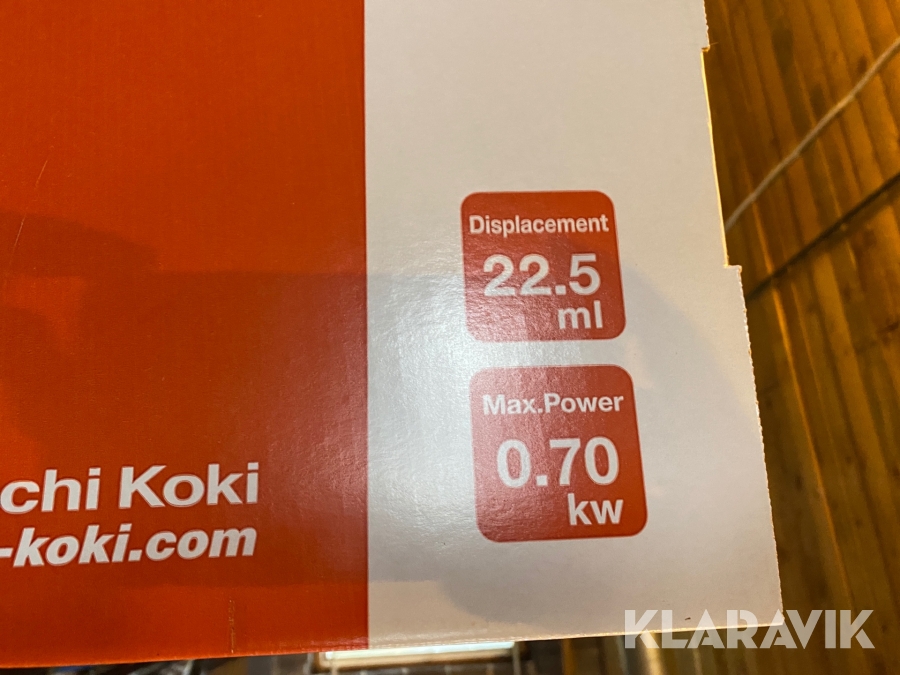 Displacement
22.5
ml
Max.Power
0.70
kw
chi Koki
-koki.com
KLARAVIK